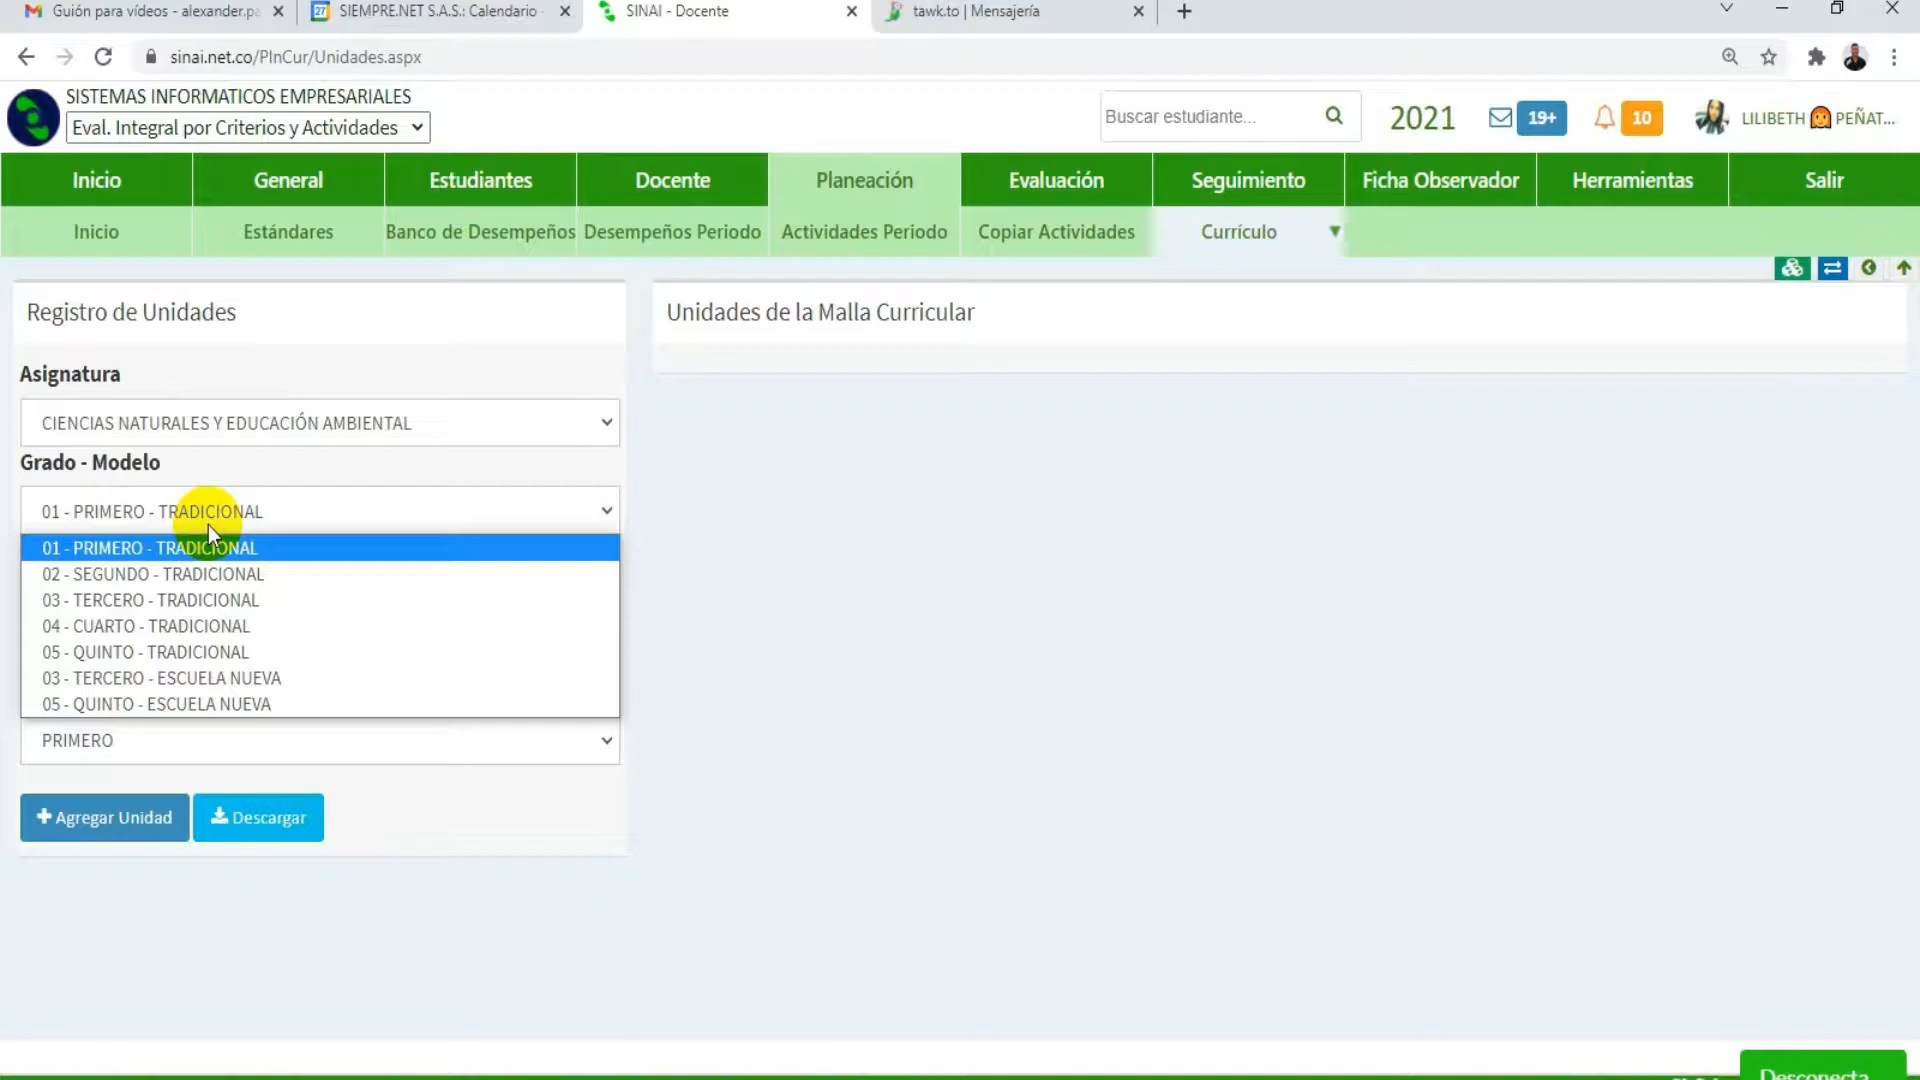 Guión para vídeos - alexander.pa
SIEMPRE.NET S.A.S.: Calendario
SINAI - Docente
tawk.to | Mensajería
sinai.net.co/PlnCur/Unidades.aspx
SISTEMAS INFORMATICOS EMPRESARIALES
Eval. Integral por Criterios y Actividades
Buscar estudiante...
2021
19+
10
LILIBETH PEÑAT...
Inicio General Estudiantes Docente Planeación Evaluación Seguimiento Ficha Observador Herramientas Salir
Inicio Estándares Banco de Desempeños Desempeños Periodo Actividades Periodo Copiar Actividades Currículo
Registro de Unidades
Unidades de la Malla Curricular
Asignatura
CIENCIAS NATURALES Y EDUCACIÓN AMBIENTAL
Grado - Modelo
01 - PRIMERO - TRADICIONAL
01 - PRIMERO - TRADICIONAL
02 - SEGUNDO - TRADICIONAL
03 - TERCERO - TRADICIONAL
04 - CUARTO - TRADICIONAL
05 - QUINTO - TRADICIONAL
03 - TERCERO - ESCUELA NUEVA
05 - QUINTO - ESCUELA NUEVA
PRIMERO
Agregar Unidad
Descargar
Desconecta